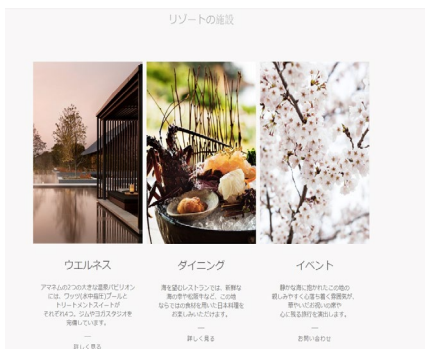 リゾートの施設
ウエルネス
アマネムの2つの大きな温泉パビリオン
には、ワッツ(水中指圧)プールと
トリートメントスイートが
それぞれ4つ。ジムやヨガスタジオを
完備しています。
詳しく見る
ダイニング
海を望むレストランでは、新鮮な
海の幸や松阪牛など、この地
ならではの食材を用いた日本料理を
お楽しみいただけます。
詳しく見る
イベント
静かな海に抱かれたこの地の
親しみやすく心落ち着く雰囲気が、
華やいだお祝いの席や
心に残る旅行を演出します。
お問い合わせ